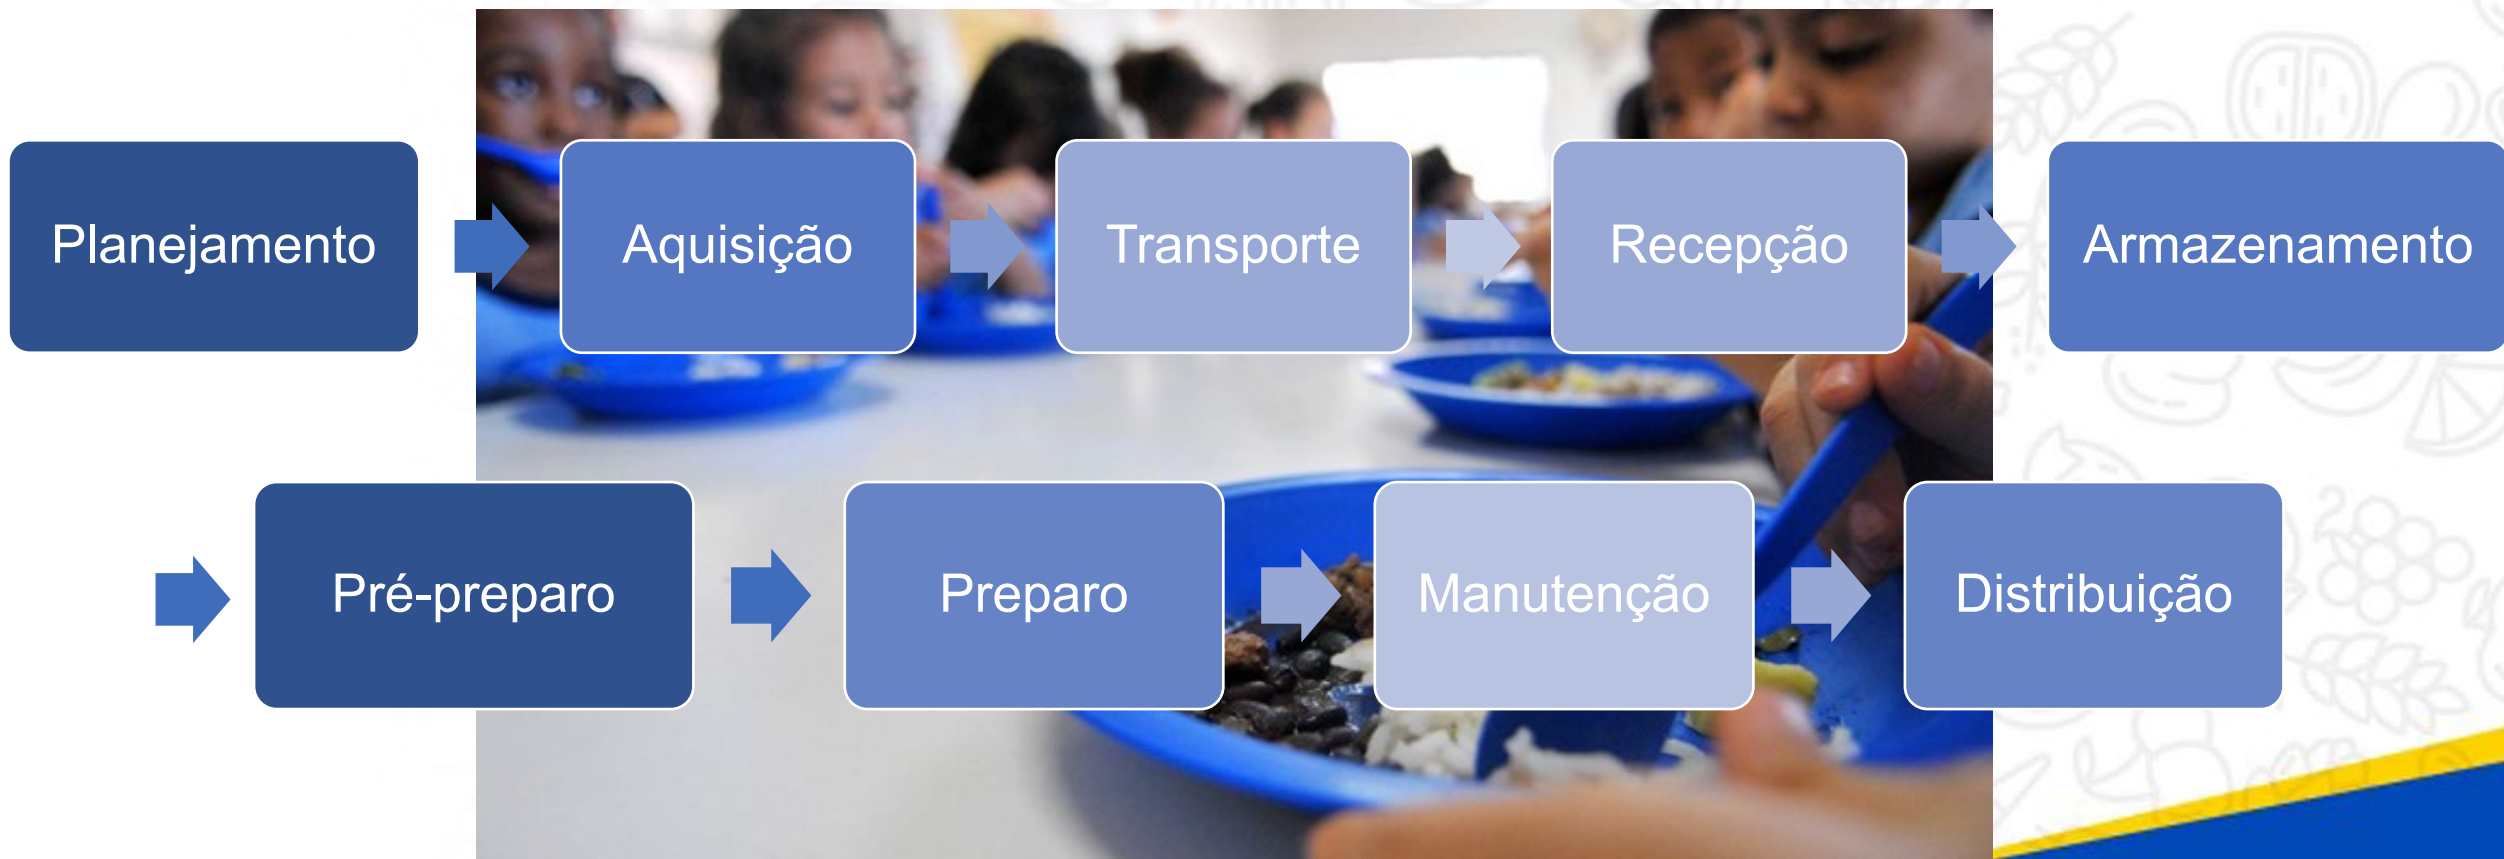 Planejamento
Aquisição
Transporte
Recepção
Armazenamento
Pré-preparo
Preparo
Manutenção
Distribuição